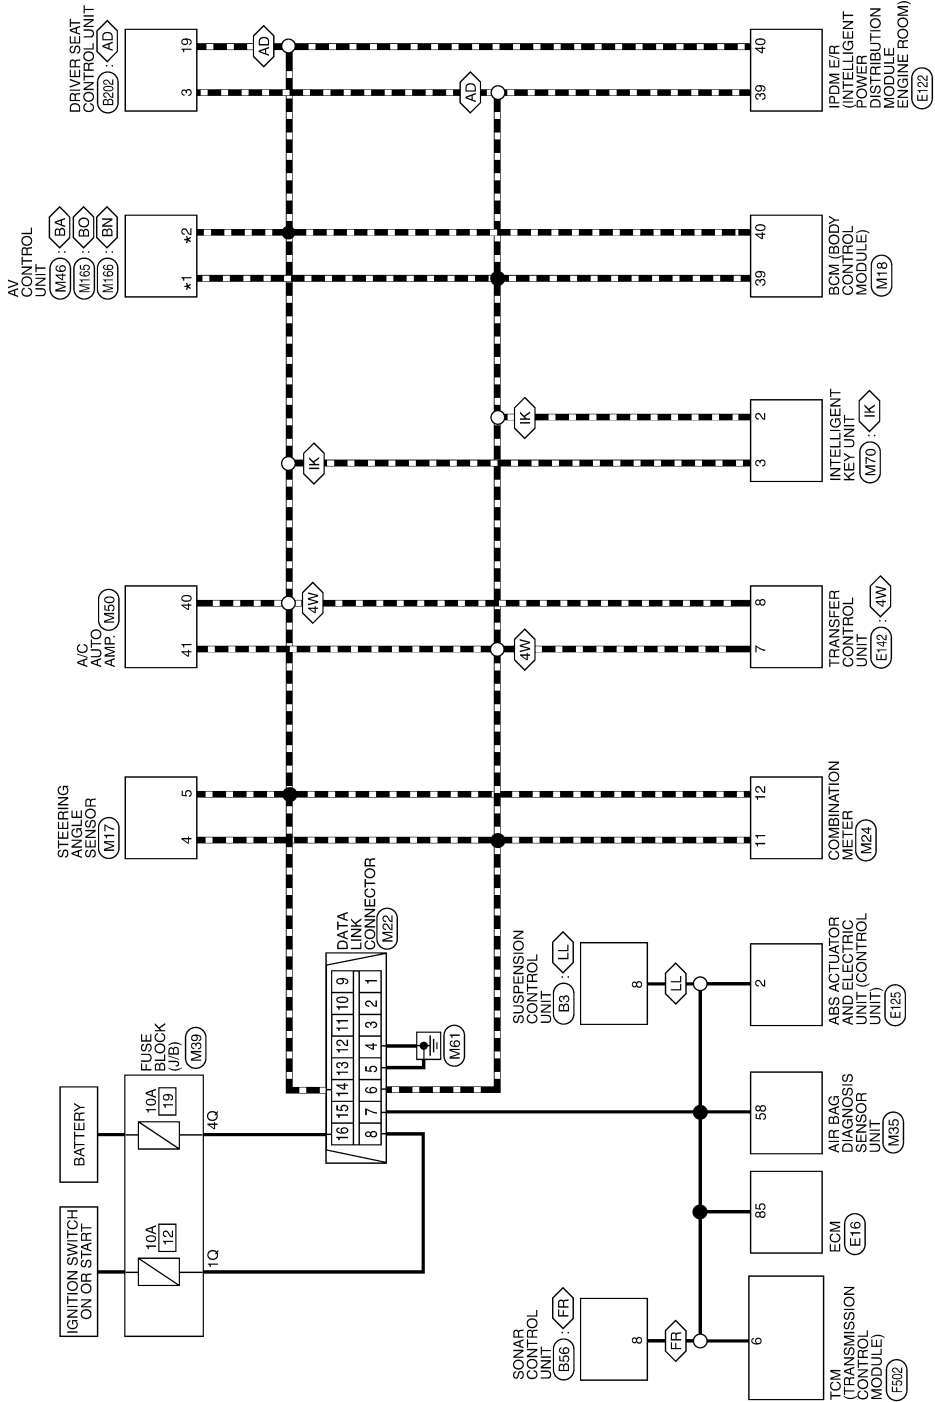 IGNITION SWITCH
ON OR START
BATTERY
10A
12
10A
19
FUSE
BLOCK
(J/B)
M39
1Q
4Q
DATA
LINK
CONNECTOR
M22
16 15 14 13 12 11 10 9
8 7 6 5 4 3 2 1
M61
STEERING
ANGLE
SENSOR
M17
4 5
A/C
AUTO
AMP.
M50
41 40
AV
CONTROL
UNIT
M46 : BA
M165 : BO
M166 : BN
*1 *2
DRIVER SEAT
CONTROL UNIT
B202 : AD
3 19
AD
AD
IK
IK
4W
4W
SONAR
CONTROL
UNIT
B56 : FR
8
FR
SUSPENSION
CONTROL
UNIT
B3 : LL
8
LL
6
TCM
(TRANSMISSION
CONTROL
MODULE)
F502
85
ECM
E16
58
AIR BAG
DIAGNOSIS
SENSOR
UNIT
M35
2
ABS ACTUATOR
AND ELECTRIC
UNIT (CONTROL
UNIT)
E125
11 12
COMBINATION
METER
M24
7 8
TRANSFER
CONTROL
UNIT
E142 : 4W
3 2
INTELLIGENT
KEY UNIT
M70 : IK
39 40
BCM (BODY
CONTROL
MODULE)
M18
39 40
IPDM E/R
(INTELLIGENT
POWER
DISTRIBUTION
MODULE
ENGINE ROOM)
E122